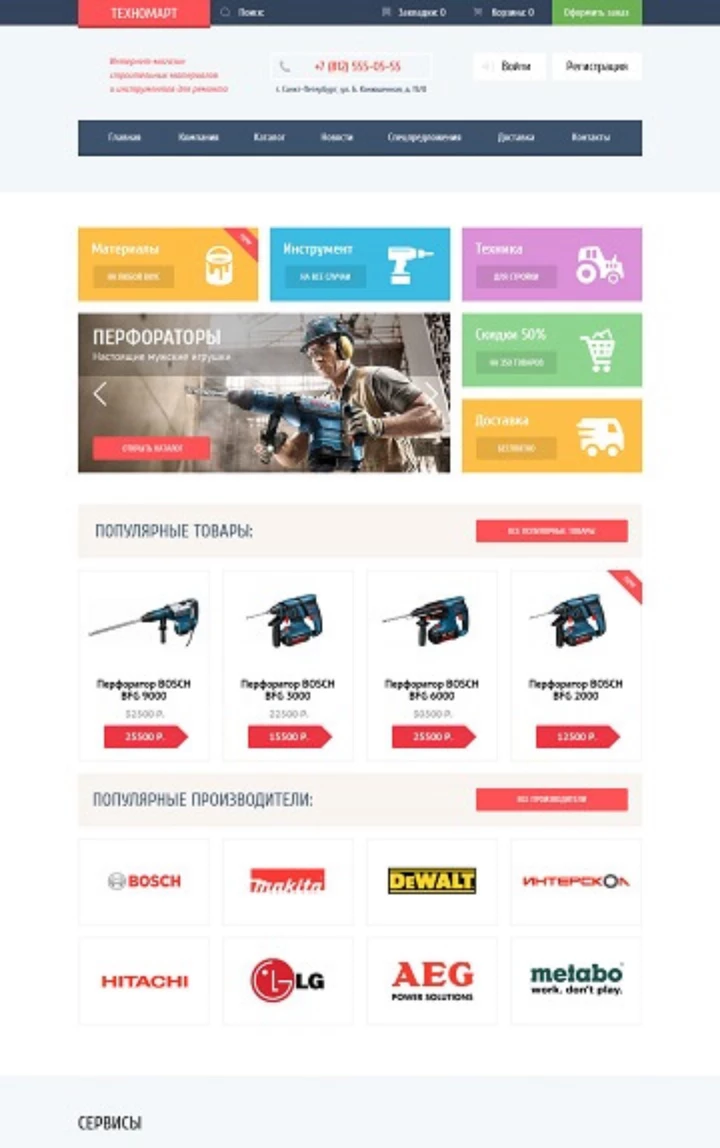 ТЕХНОМАРТ
Поиск:
Закладки: 0
Корзина: 0
Оформить заказ
Интернет-магазин
строительных материалов
и инструментов для ремонта
+7 (812) 555-05-55
г. Санкт-Петербург, ул. Б. Конюшенная, д. 19/8
Войти
Регистрация
Главная
Компания
Каталог
Новости
Спецпредложения
Доставка
Контакты
Материалы
НА ЛЮБОЙ ВКУС
Инструмент
НА ВСЕ СЛУЧАИ
Техника
ДЛЯ СТРОЙКИ
ПЕРФОРАТОРЫ
Настоящие мужские игрушки
ОТКРЫТЬ КАТАЛОГ
Скидки 50%
НА 350 ТОВАРОВ
Доставка
БЕСПЛАТНО
ПОПУЛЯРНЫЕ ТОВАРЫ:
ВСЕ ПОПУЛЯРНЫЕ ТОВАРЫ
Перфоратор BOSCH
BFG 9000
32500 Р.
25500 Р.
Перфоратор BOSCH
BFG 3000
22500 Р.
15500 Р.
Перфоратор BOSCH
BFG 6000
30500 Р.
25500 Р.
Перфоратор BOSCH
BFG 2000
12500 Р.
ПОПУЛЯРНЫЕ ПРОИЗВОДИТЕЛИ:
ВСЕ ПРОИЗВОДИТЕЛИ
BOSCH
makita
DEWALT
ИНТЕРСКОЛ
HITACHI
LG
AEG
POWER SOLUTIONS
metabo
work. don't play.
СЕРВИСЫ